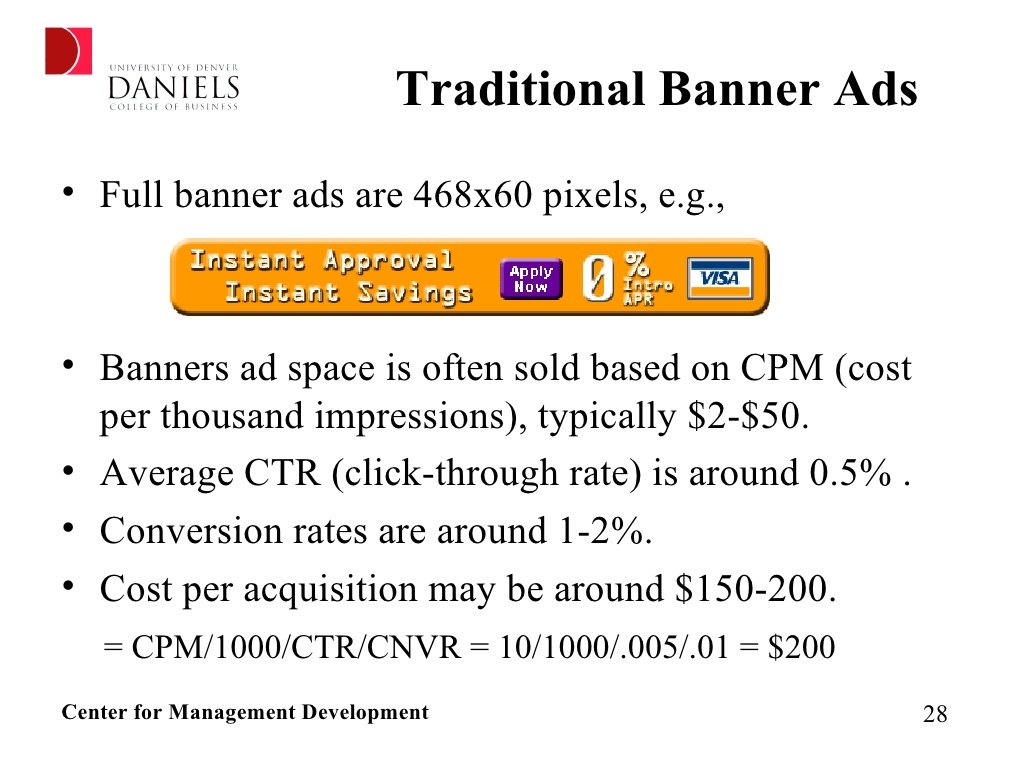 UNIVERSITY OF DENVER
DANIELS
COLLEGE OF BUSINESS
Traditional Banner Ads
• Full banner ads are 468x60 pixels, e.g.,
Instant Approval
Instant Savings
Apply
Now
0
%
Intro
APR
VISA
• Banners ad space is often sold based on CPM (cost
per thousand impressions), typically $2-$50.
• Average CTR (click-through rate) is around 0.5% .
• Conversion rates are around 1-2%.
• Cost per acquisition may be around $150-200.
= CPM/1000/CTR/CNVR = 10/1000/.005/.01 = $200
Center for Management Development
28